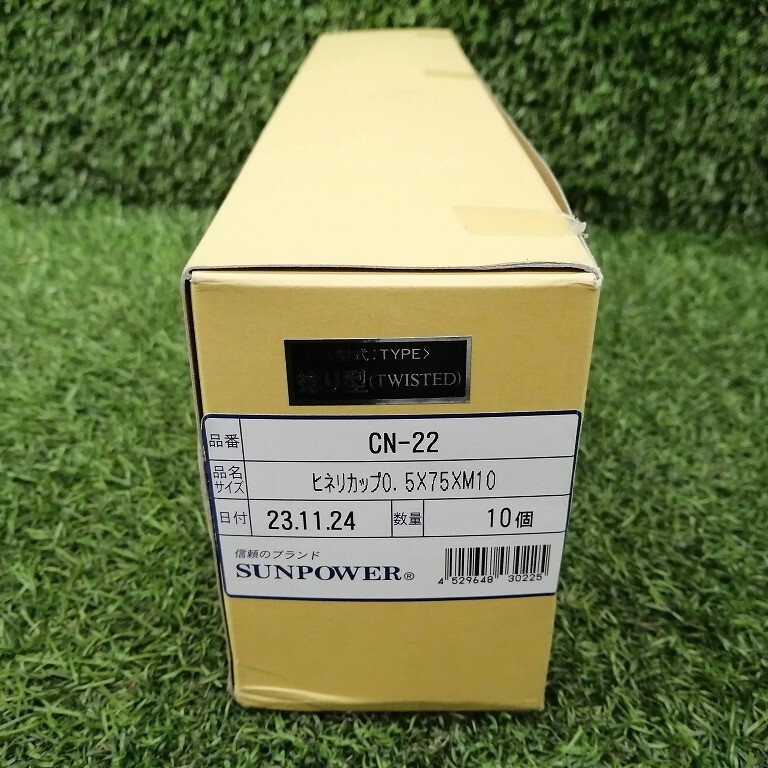 型式:TYPE>
捻り型(TWISTED)
品番 CN-22
品名 サイズ ヒネリカップ0.5X75XM10
日付 23.11.24 数量 10個
信頼のブランド
SUNPOWER®
4 529648 30225